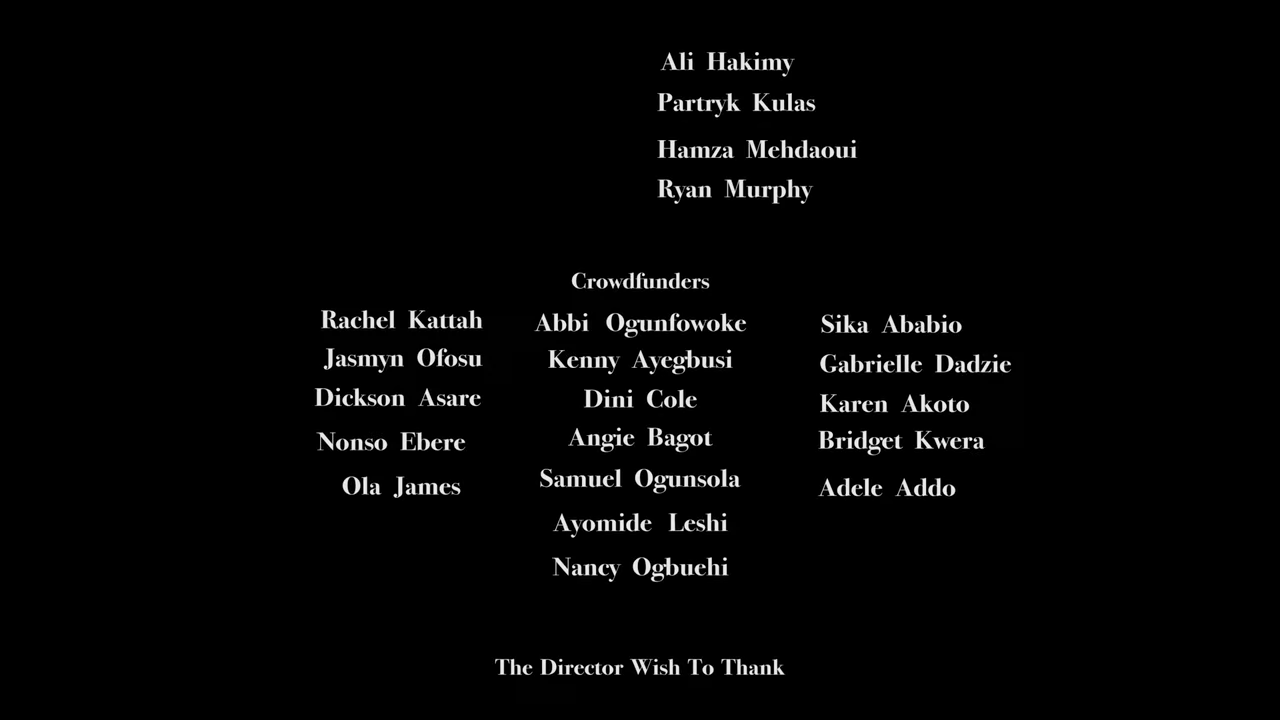 Ali Hakimy
Partryk Kulas
Hamza Mehdaoui
Ryan Murphy
Crowdfunders
Rachel Kattah
Jasmyn Ofosu
Dickson Asare
Nonso Ebere
Ola James
Abbi Ogunfowoke
Kenny Ayegbusi
Dini Cole
Angie Bagot
Samuel Ogunsola
Ayomide Leshi
Nancy Ogbuehi
Sika Ababio
Gabrielle Dadzie
Karen Akoto
Bridget Kwera
Adele Addo
The Director Wish To Thank